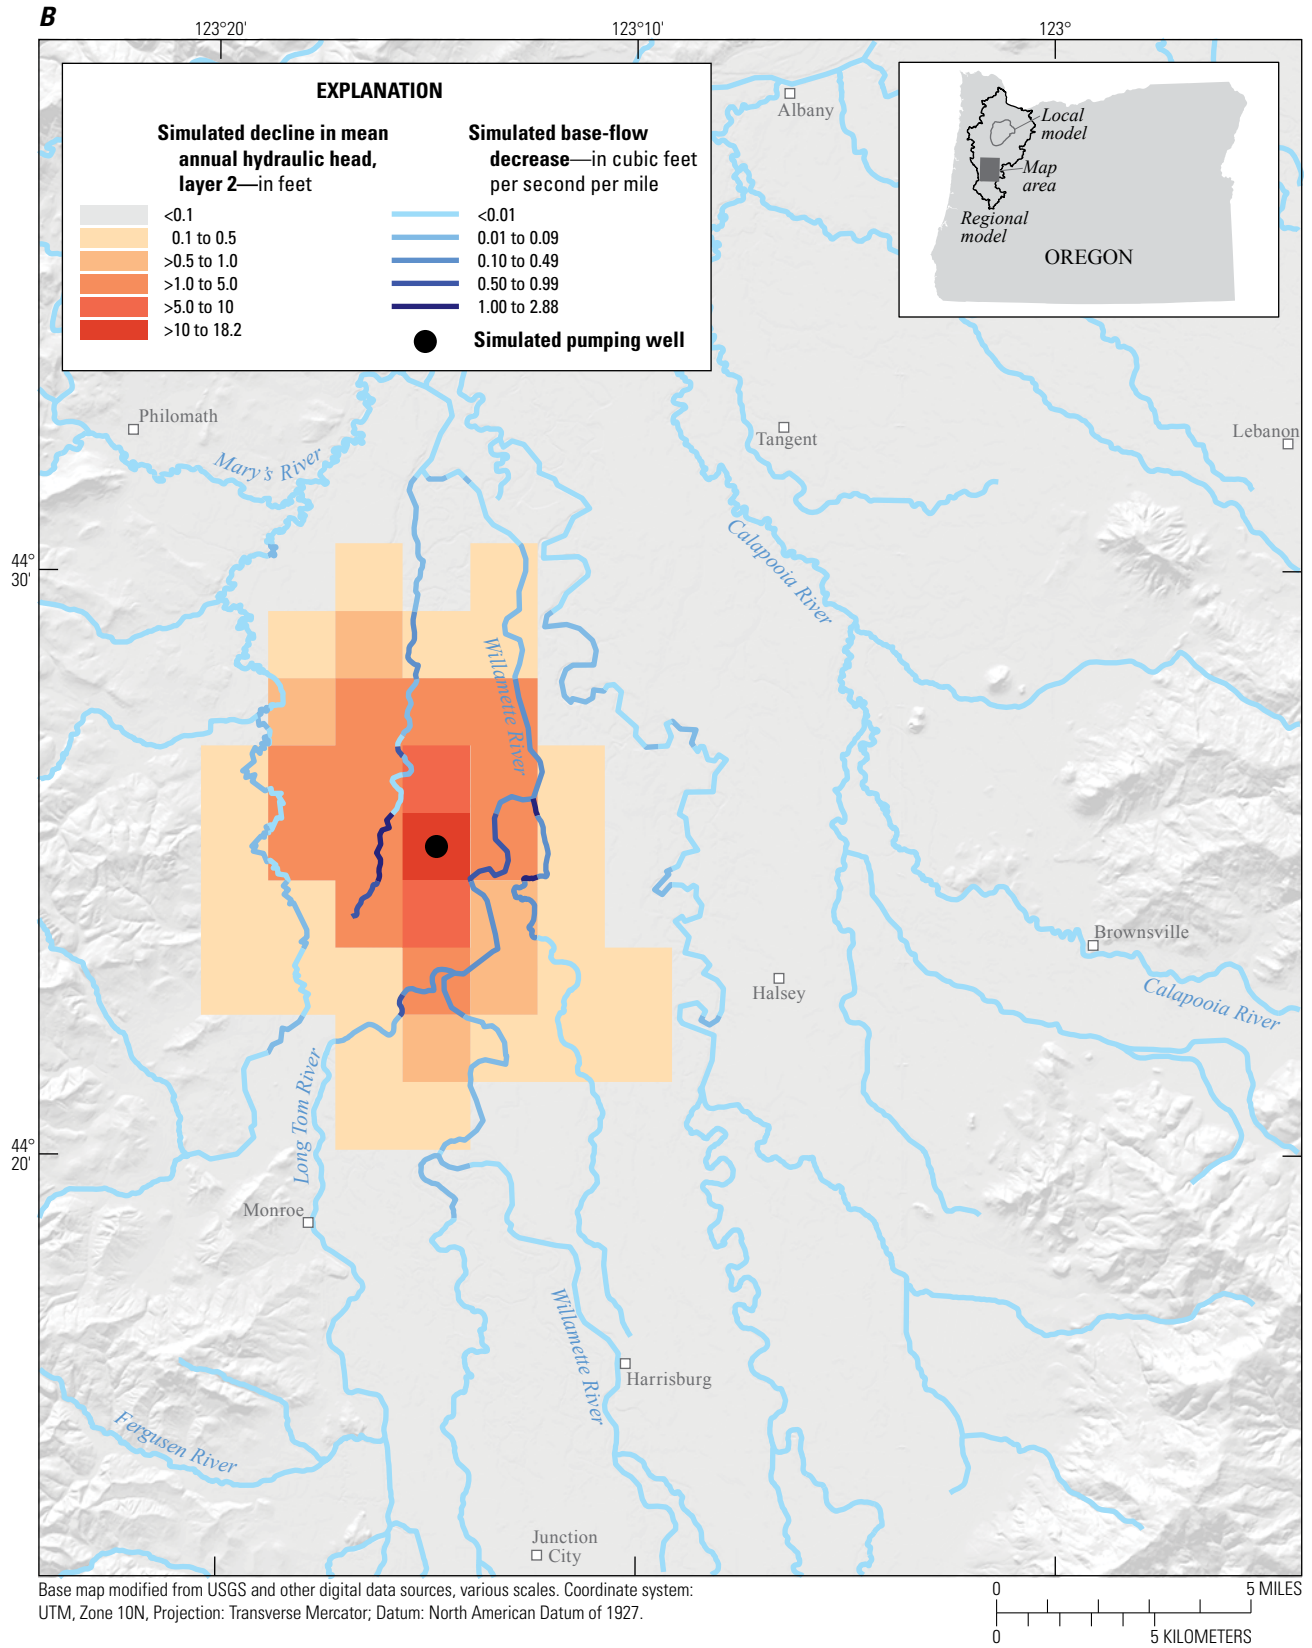 B
123°20'
123°10'
123°
EXPLANATION
Simulated decline in mean
annual hydraulic head,
layer 2—in feet
<0.1
0.1 to 0.5
>0.5 to 1.0
>1.0 to 5.0
>5.0 to 10
>10 to 18.2
Simulated base-flow
decrease—in cubic feet
per second per mile
<0.01
0.01 to 0.09
0.10 to 0.49
0.50 to 0.99
1.00 to 2.88
Simulated pumping well
Local
model
Map
area
Regional
model
OREGON
Albany
Philomath
Mary's River
Tangent
Lebanon
44°
30'
Calapooia River
Willamette River
Brownsville
Halsey
Calapooia River
Long Tom River
44°
20'
Monroe
Willamette River
Harrisburg
Fergusen River
Junction
City
Base map modified from USGS and other digital data sources, various scales. Coordinate system:
UTM, Zone 10N, Projection: Transverse Mercator; Datum: North American Datum of 1927.
0 5 MILES
0 5 KILOMETERS